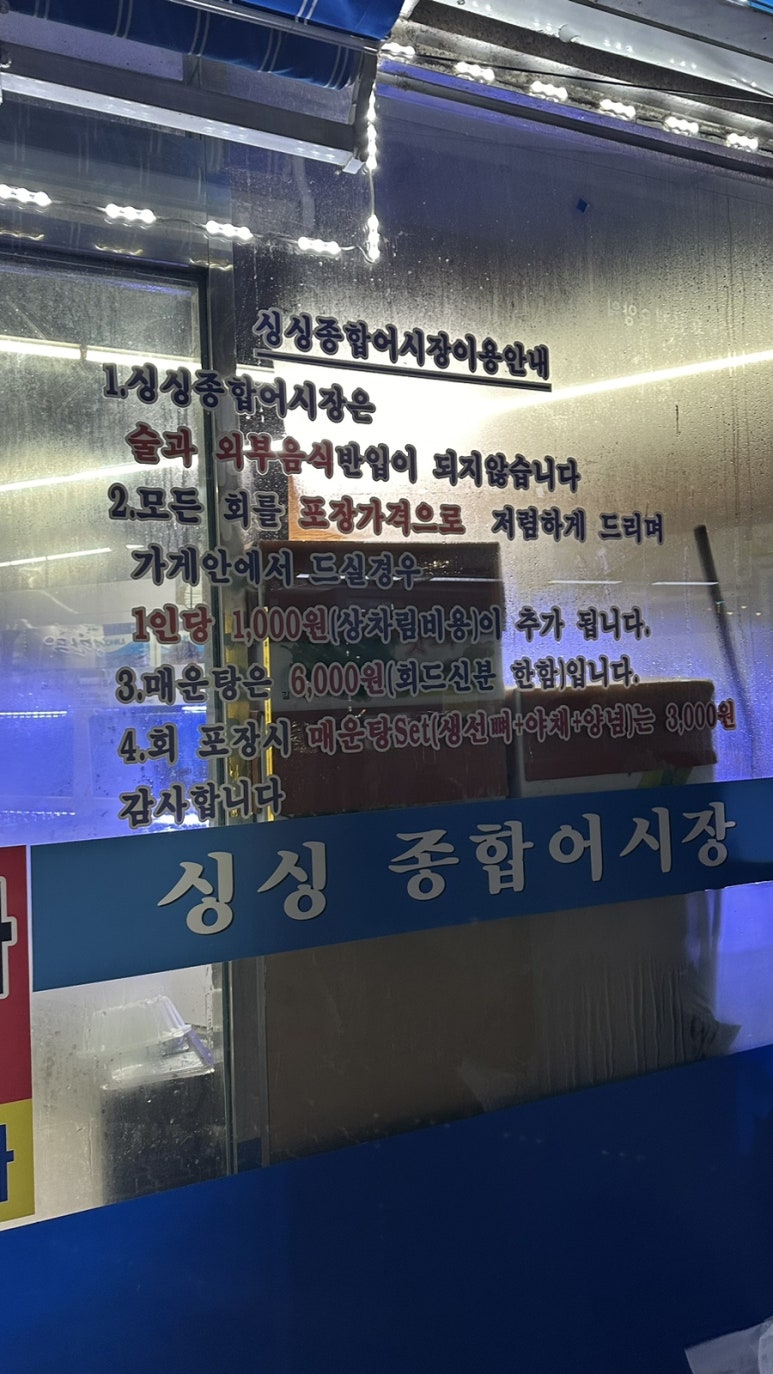 싱싱종합어시장이용안내
1.싱싱종합어시장은
술과 외부음식반입이 되지않습니다
2.모든 회를 포장가격으로 저렴하게 드리며
가게안에서 드실경우
1인당 1,000원(상차림비용)이 추가 됩니다.
3.매운탕은 6,000원(회드신분 한함)입니다.
4.회 포장시 매운탕Set(생선뼈+야채+양념)는 3,000원
감사합니다
싱싱 종합어시장